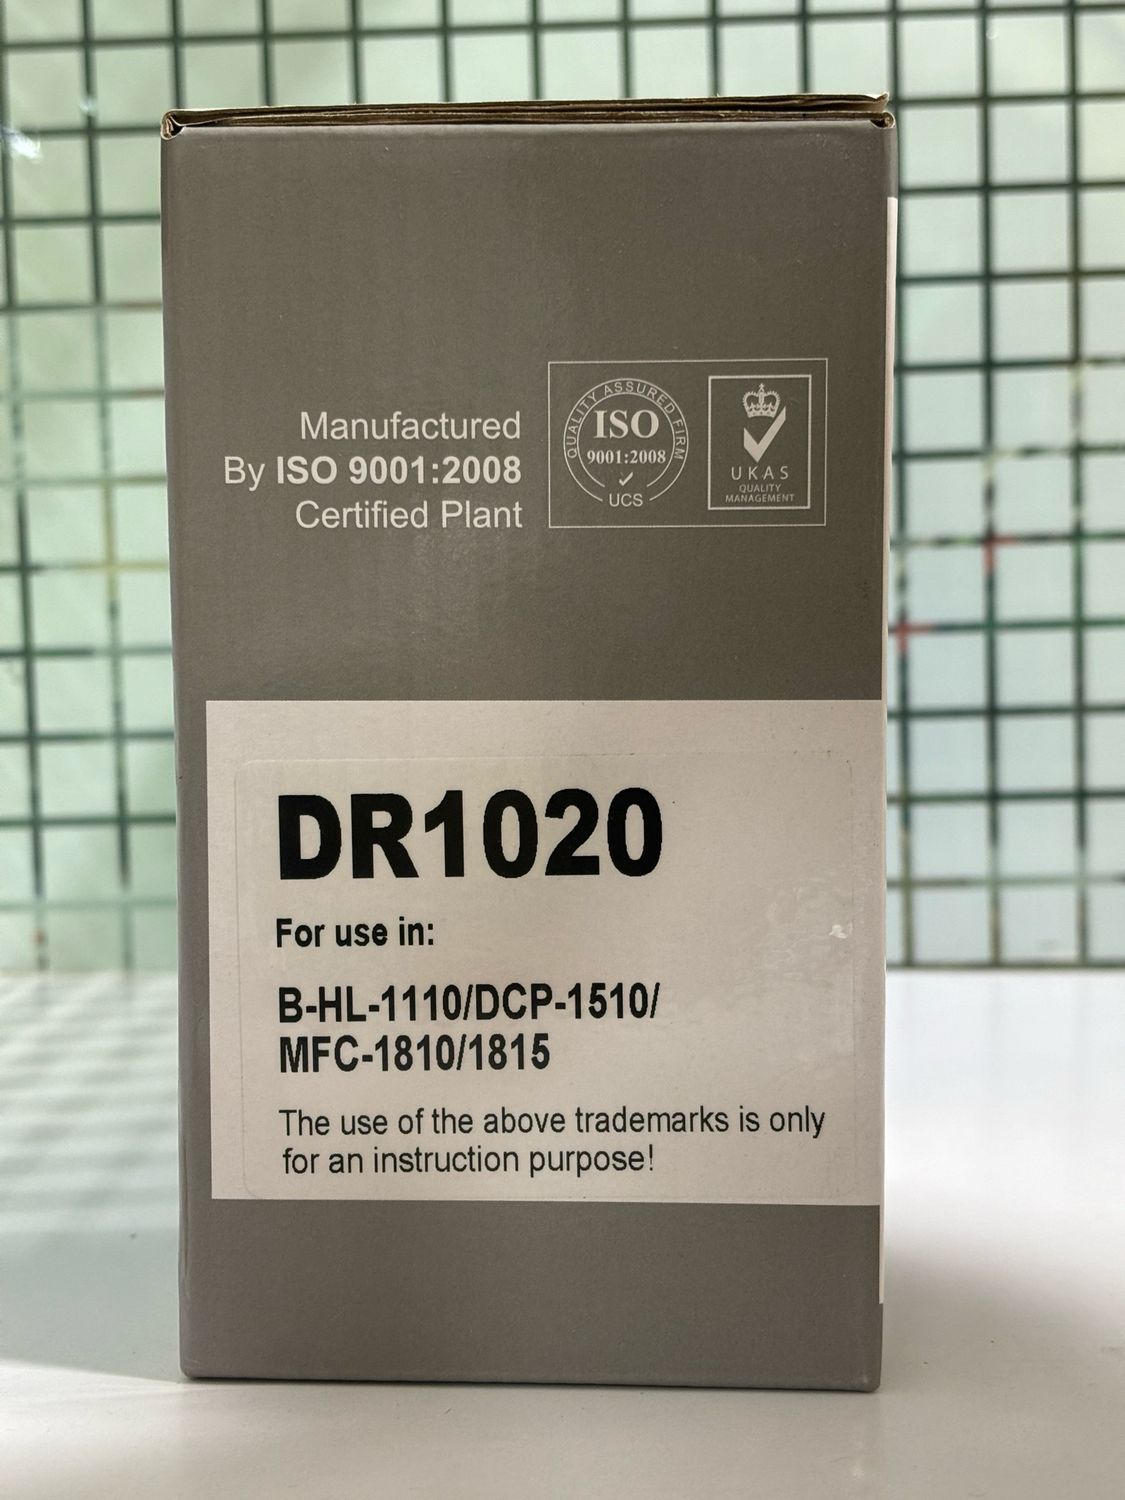 Manufactured
By ISO 9001:2008
Certified Plant
QUALITY ASSURED FIRM
ISO
9001:2008
UCS
UKAS
QUALITY
MANAGEMENT
DR1020
For use in:
B-HL-1110/DCP-1510/
MFC-1810/1815
The use of the above trademarks is only
for an instruction purpose!